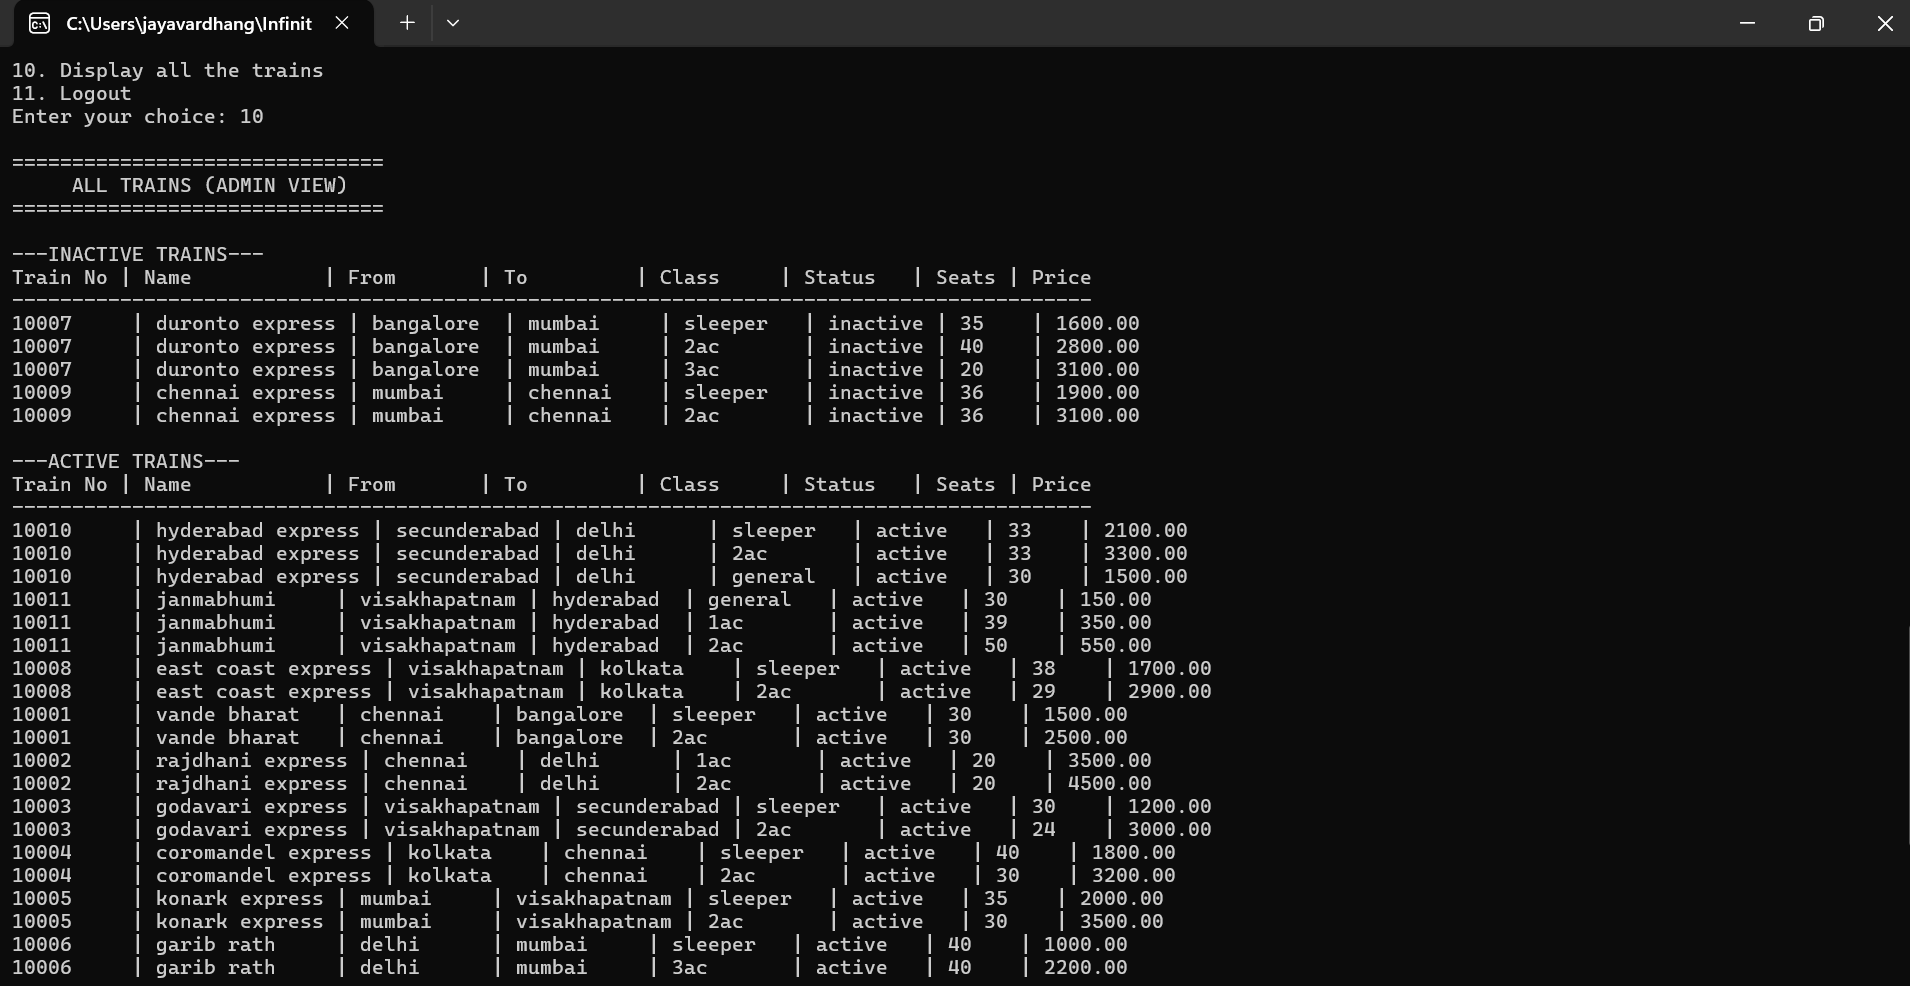 C:\Users\jayavardhang\Infinit
10. Display all the trains
11. Logout
Enter your choice: 10
===============================
     ALL TRAINS (ADMIN VIEW)
===============================
---INACTIVE TRAINS---
Train No | Name           | From       | To         | Class     | Status   | Seats | Price
------------------------------------------------------------------------------------------
10007     | duronto express | bangalore  | mumbai     | sleeper   | inactive | 35    | 1600.00
10007     | duronto express | bangalore  | mumbai     | 2ac       | inactive | 40    | 2800.00
10007     | duronto express | bangalore  | mumbai     | 3ac       | inactive | 20    | 3100.00
10009     | chennai express | mumbai     | chennai    | sleeper   | inactive | 36    | 1900.00
10009     | chennai express | mumbai     | chennai    | 2ac       | inactive | 36    | 3100.00
---ACTIVE TRAINS---
Train No | Name           | From       | To         | Class     | Status   | Seats | Price
------------------------------------------------------------------------------------------
10010     | hyderabad express | secunderabad | delhi      | sleeper   | active   | 33    | 2100.00
10010     | hyderabad express | secunderabad | delhi      | 2ac       | active   | 33    | 3300.00
10010     | hyderabad express | secunderabad | delhi      | general   | active   | 30    | 1500.00
10011     | janmabhumi     | visakhapatnam | hyderabad  | general   | active   | 30    | 150.00
10011     | janmabhumi     | visakhapatnam | hyderabad  | 1ac       | active   | 39    | 350.00
10011     | janmabhumi     | visakhapatnam | hyderabad  | 2ac       | active   | 50    | 550.00
10008     | east coast express | visakhapatnam | kolkata    | sleeper   | active   | 38    | 1700.00
10008     | east coast express | visakhapatnam | kolkata    | 2ac       | active   | 29    | 2900.00
10001     | vande bharat   | chennai    | bangalore  | sleeper   | active   | 30    | 1500.00
10001     | vande bharat   | chennai    | bangalore  | 2ac       | active   | 30    | 2500.00
10002     | rajdhani express | chennai    | delhi      | 1ac       | active   | 20    | 3500.00
10002     | rajdhani express | chennai    | delhi      | 2ac       | active   | 20    | 4500.00
10003     | godavari express | visakhapatnam | secunderabad | sleeper   | active   | 30    | 1200.00
10003     | godavari express | visakhapatnam | secunderabad | 2ac       | active   | 24    | 3000.00
10004     | coromandel express | kolkata    | chennai    | sleeper   | active   | 40    | 1800.00
10004     | coromandel express | kolkata    | chennai    | 2ac       | active   | 30    | 3200.00
10005     | konark express | mumbai     | visakhapatnam | sleeper   | active   | 35    | 2000.00
10005     | konark express | mumbai     | visakhapatnam | 2ac       | active   | 30    | 3500.00
10006     | garib rath     | delhi      | mumbai     | sleeper   | active   | 40    | 1000.00
10006     | garib rath     | delhi      | mumbai     | 3ac       | active   | 40    | 2200.00